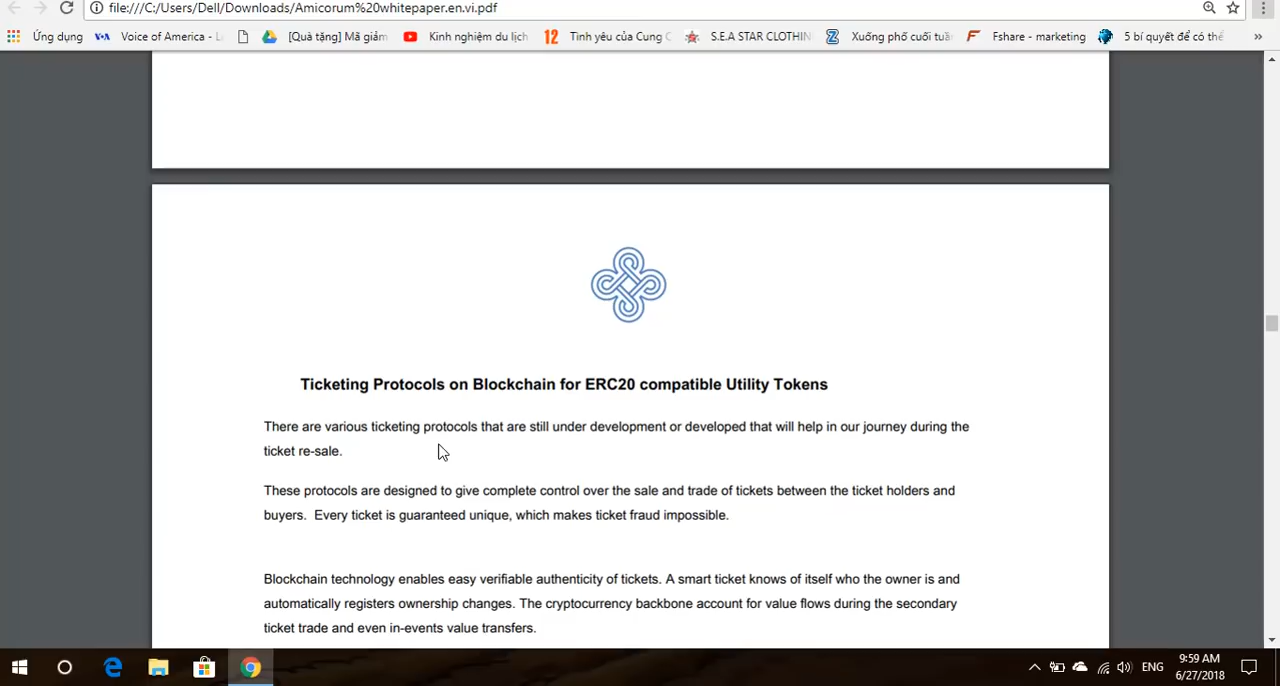 file:///C:/Users/Dell/Downloads/Amicorum%20whitepaper.en.vi.pdf
Ứng dụng
VOA
Voice of America - L
[Quà tặng] Mã giảm
Kinh nghiệm du lịch
12
Tình yêu của Cung
S.E.A STAR CLOTHIN
Z
Xuống phố cuối tuần
F
Fshare - marketing
5 bí quyết để có thể
»
Ticketing Protocols on Blockchain for ERC20 compatible Utility Tokens
There are various ticketing protocols that are still under development or developed that will help in our journey during the
ticket re-sale.
These protocols are designed to give complete control over the sale and trade of tickets between the ticket holders and
buyers. Every ticket is guaranteed unique, which makes ticket fraud impossible.
Blockchain technology enables easy verifiable authenticity of tickets. A smart ticket knows of itself who the owner is and
automatically registers ownership changes. The cryptocurrency backbone account for value flows during the secondary
ticket trade and even in-events value transfers.
ENG
9:59 AM
6/27/2018